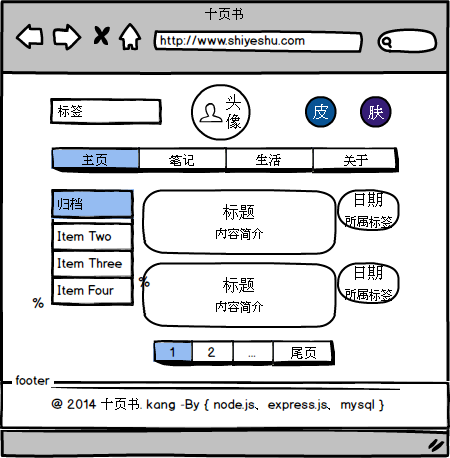 十页书
http://www.shiyeshu.com
标签
头
像
皮
肤
主页 笔记 生活 关于
归档
Item Two
Item Three
Item Four
%
%
标题
内容简介
日期
所属标签
标题
内容简介
日期
所属标签
1 2 ... 尾页
footer
@ 2014 十页书. kang -By { node.js、express.js、mysql }